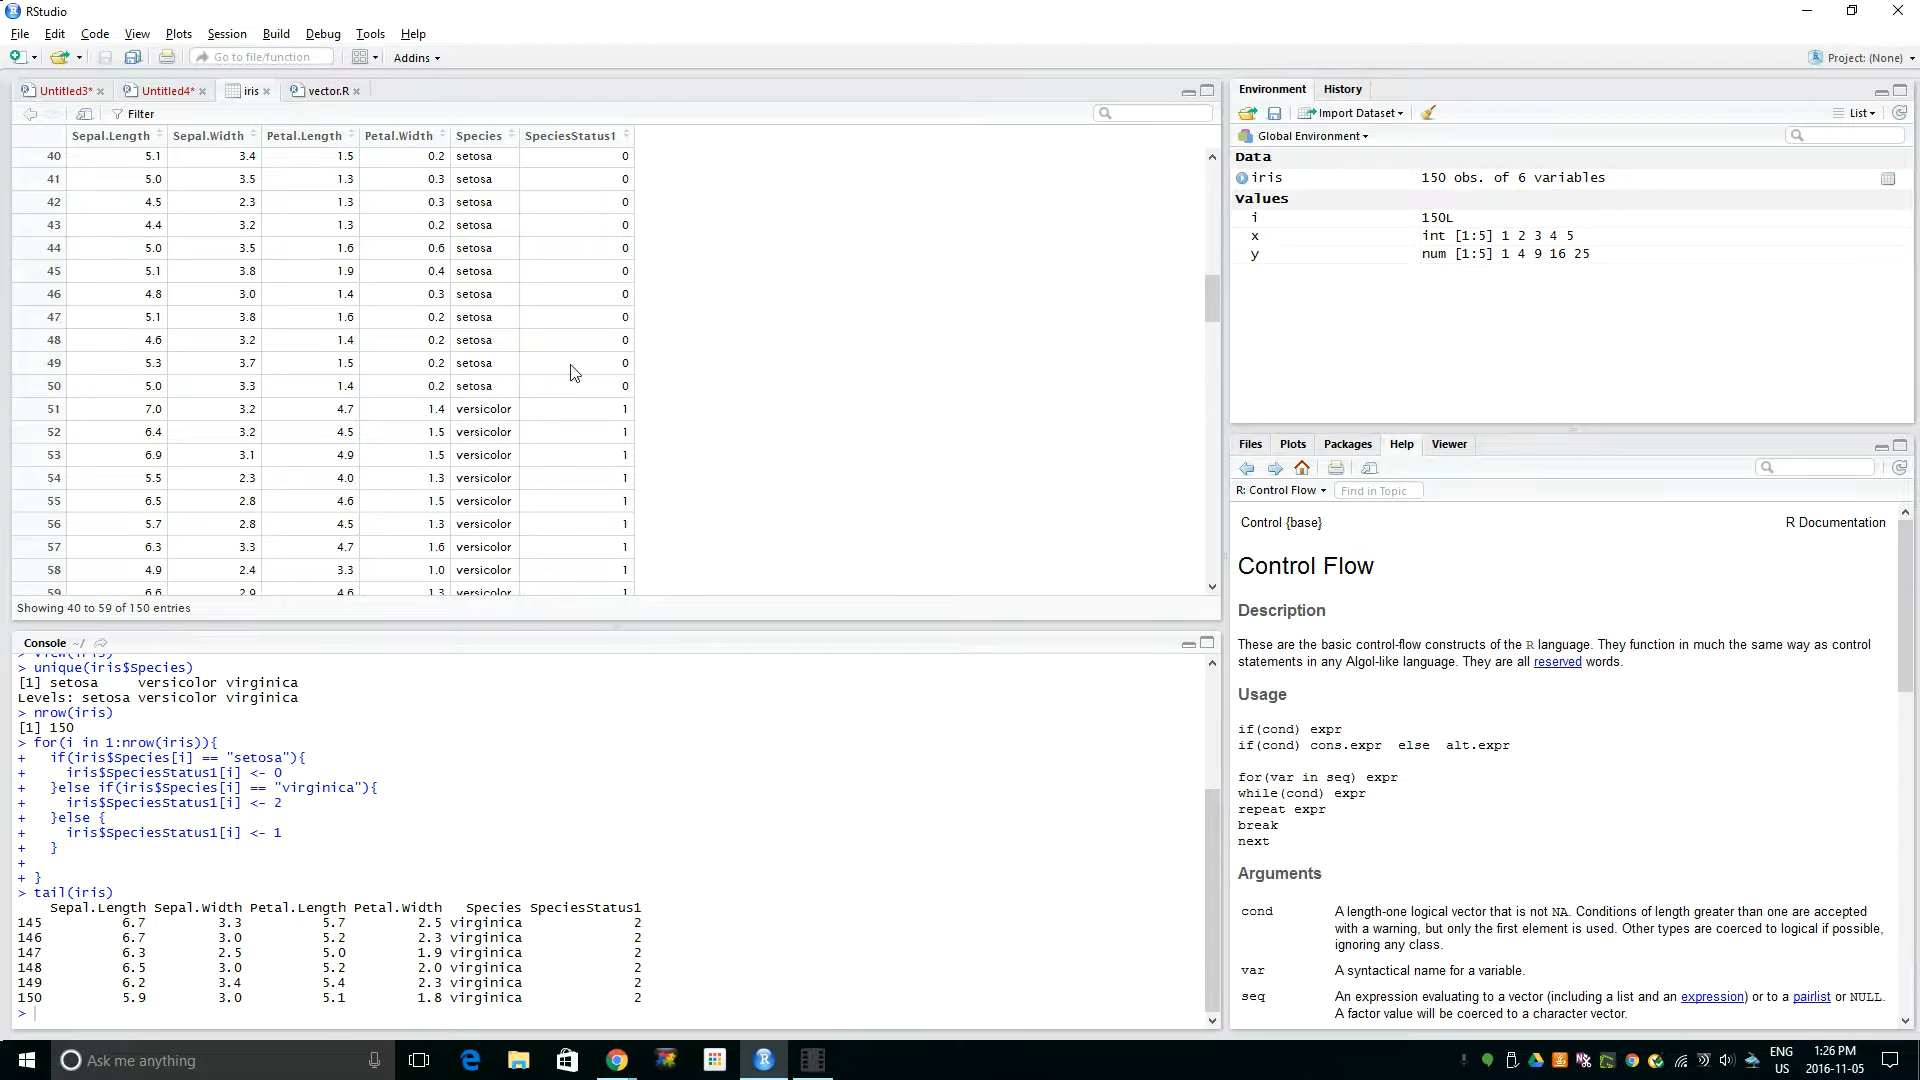 RStudio
File Edit Code View Plots Session Build Debug Tools Help
Go to file/function Addins Project: (None)
Untitled3* Untitled4* iris vector.R
Filter
Sepal.Length Sepal.Width Petal.Length Petal.Width Species SpeciesStatus1
40 5.1 3.4 1.5 0.2 setosa 0
41 5.0 3.5 1.3 0.3 setosa 0
42 4.5 2.3 1.3 0.3 setosa 0
43 4.4 3.2 1.3 0.2 setosa 0
44 5.0 3.5 1.6 0.6 setosa 0
45 5.1 3.8 1.9 0.4 setosa 0
46 4.8 3.0 1.4 0.3 setosa 0
47 5.1 3.8 1.6 0.2 setosa 0
48 4.6 3.2 1.4 0.2 setosa 0
49 5.3 3.7 1.5 0.2 setosa 0
50 5.0 3.3 1.4 0.2 setosa 0
51 7.0 3.2 4.7 1.4 versicolor 1
52 6.4 3.2 4.5 1.5 versicolor 1
53 6.9 3.1 4.9 1.5 versicolor 1
54 5.5 2.3 4.0 1.3 versicolor 1
55 6.5 2.8 4.6 1.5 versicolor 1
56 5.7 2.8 4.5 1.3 versicolor 1
57 6.3 3.3 4.7 1.6 versicolor 1
58 4.9 2.4 3.3 1.0 versicolor 1
59 6.6 2.9 4.6 1.3 versicolor 1
Showing 40 to 59 of 150 entries
Console ~/
> View(iris)
> unique(iris$Species)
[1] setosa     versicolor virginica
Levels: setosa versicolor virginica
> nrow(iris)
[1] 150
> for(i in 1:nrow(iris)){
+   if(iris$Species[i] == "setosa"){
+     iris$SpeciesStatus1[i] <- 0
+   }else if(iris$Species[i] == "virginica"){
+     iris$SpeciesStatus1[i] <- 2
+   }else {
+     iris$SpeciesStatus1[i] <- 1
+   }
+
+ }
> tail(iris)
Sepal.Length Sepal.Width Petal.Length Petal.Width Species SpeciesStatus1
145 6.7 3.3 5.7 2.5 virginica 2
146 6.7 3.0 5.2 2.3 virginica 2
147 6.3 2.5 5.0 1.9 virginica 2
148 6.5 3.0 5.2 2.0 virginica 2
149 6.2 3.4 5.4 2.3 virginica 2
150 5.9 3.0 5.1 1.8 virginica 2
>
Environment History
Import Dataset List
Global Environment
Data
iris 150 obs. of 6 variables
Values
i 150L
x int [1:5] 1 2 3 4 5
y num [1:5] 1 4 9 16 25
Files Plots Packages Help Viewer
R: Control Flow Find in Topic
Control {base} R Documentation
Control Flow
Description
These are the basic control-flow constructs of the R language. They function in much the same way as control
statements in any Algol-like language. They are all reserved words.
Usage
if(cond) expr
if(cond) cons.expr  else  alt.expr
for(var in seq) expr
while(cond) expr
repeat expr
break
next
Arguments
cond A length-one logical vector that is not NA. Conditions of length greater than one are accepted
with a warning, but only the first element is used. Other types are coerced to logical if possible,
ignoring any class.
var A syntactical name for a variable.
seq An expression evaluating to a vector (including a list and an expression) or to a pairlist or NULL.
A factor value will be coerced to a character vector.
Ask me anything
ENG
US
1:26 PM
2016-11-05